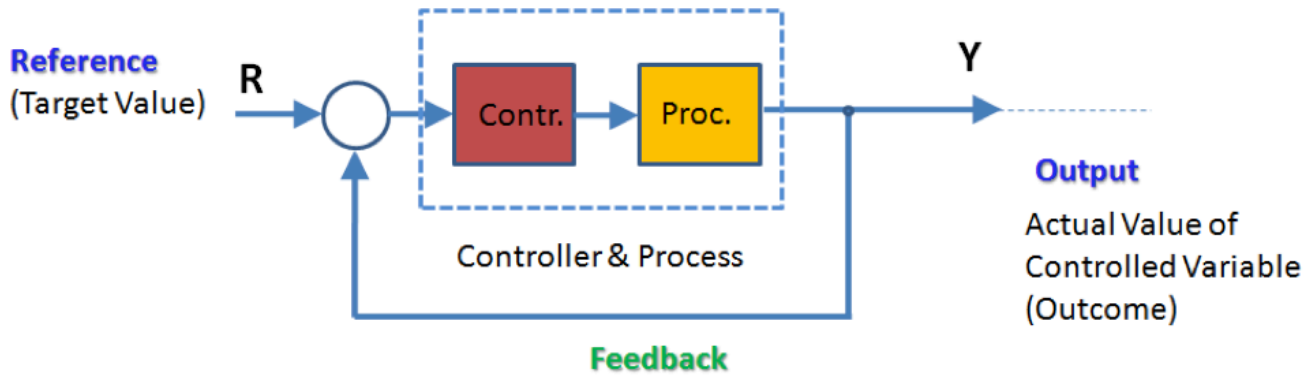 Reference
(Target Value)
R
Contr.
Proc.
Y
Controller & Process
Output
Actual Value of
Controlled Variable
(Outcome)
Feedback